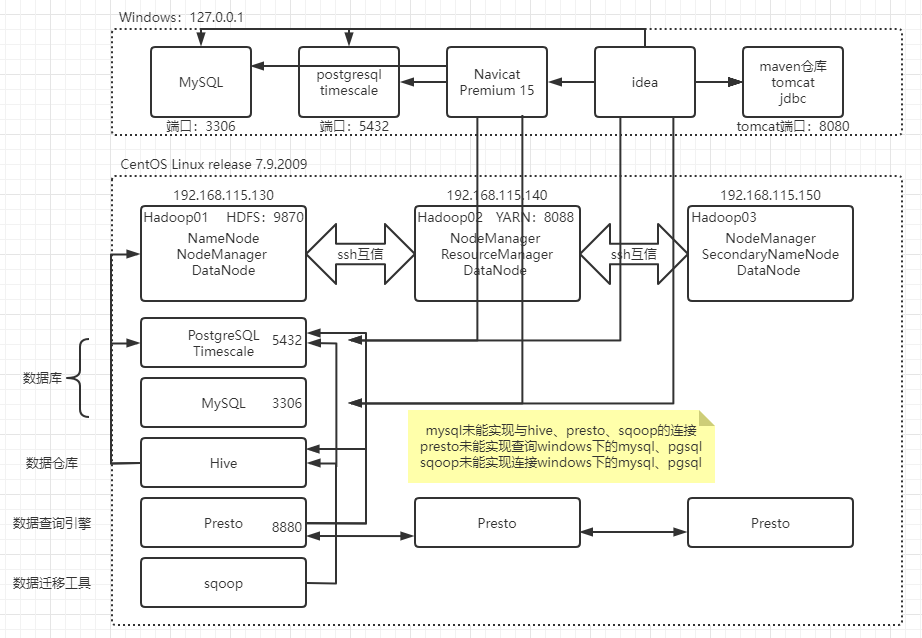 Windows：127.0.0.1
MySQL
postgresql
timescale
Navicat
Premium 15
idea
maven仓库
tomcat
jdbc
端口：3306
端口：5432
tomcat端口：8080
CentOS Linux release 7.9.2009
192.168.115.130
192.168.115.140
192.168.115.150
Hadoop01 HDFS：9870
NameNode
NodeManager
DataNode
ssh互信
Hadoop02 YARN：8088
NodeManager
ResourceManager
DataNode
ssh互信
Hadoop03
NodeManager
SecondaryNameNode
DataNode
PostgreSQL
Timescale
5432
数据库
MySQL 3306
mysql未能实现与hive、presto、sqoop的连接
presto未能实现查询windows下的mysql、pgsql
sqoop未能实现连接windows下的mysql、pgsql
数据仓库
Hive
数据查询引擎
Presto 8880
Presto
Presto
数据迁移工具
sqoop